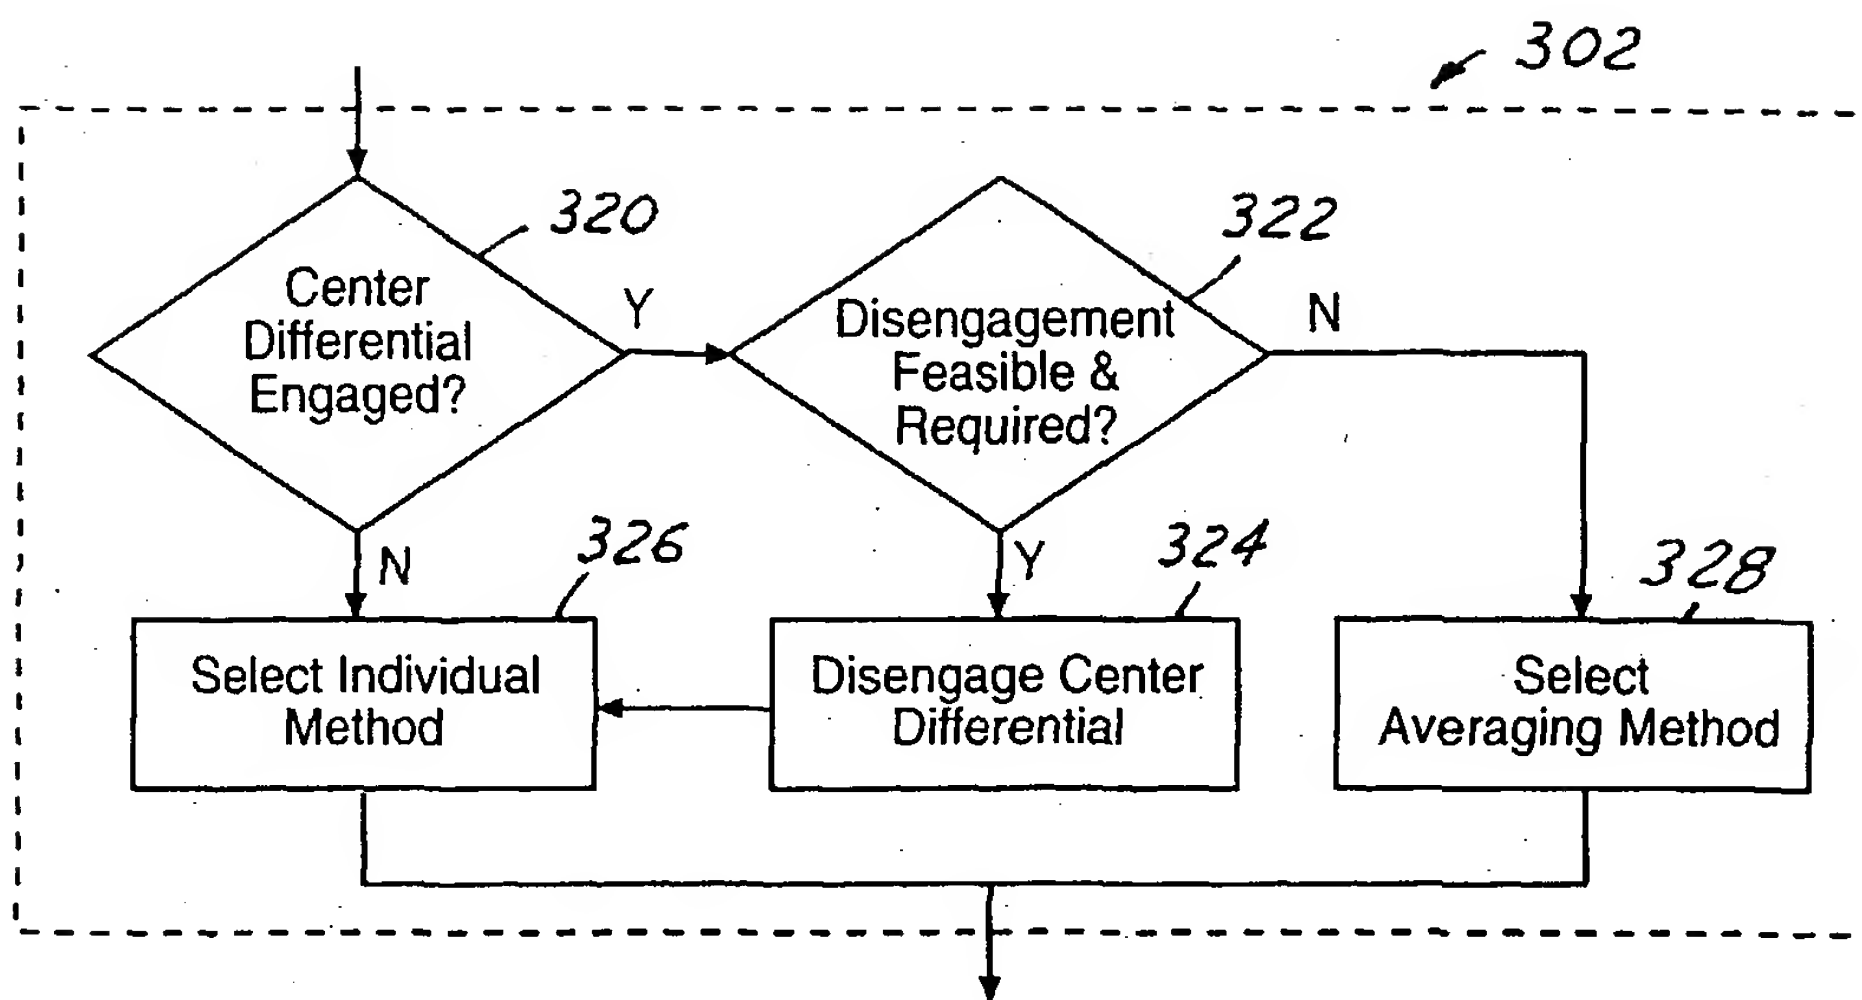 302
320
Center
Differential
Engaged?
Y
322
Disengagement
Feasible &
Required?
N
N
326
Y
324
328
Select Individual
Method
Disengage Center
Differential
Select
Averaging Method